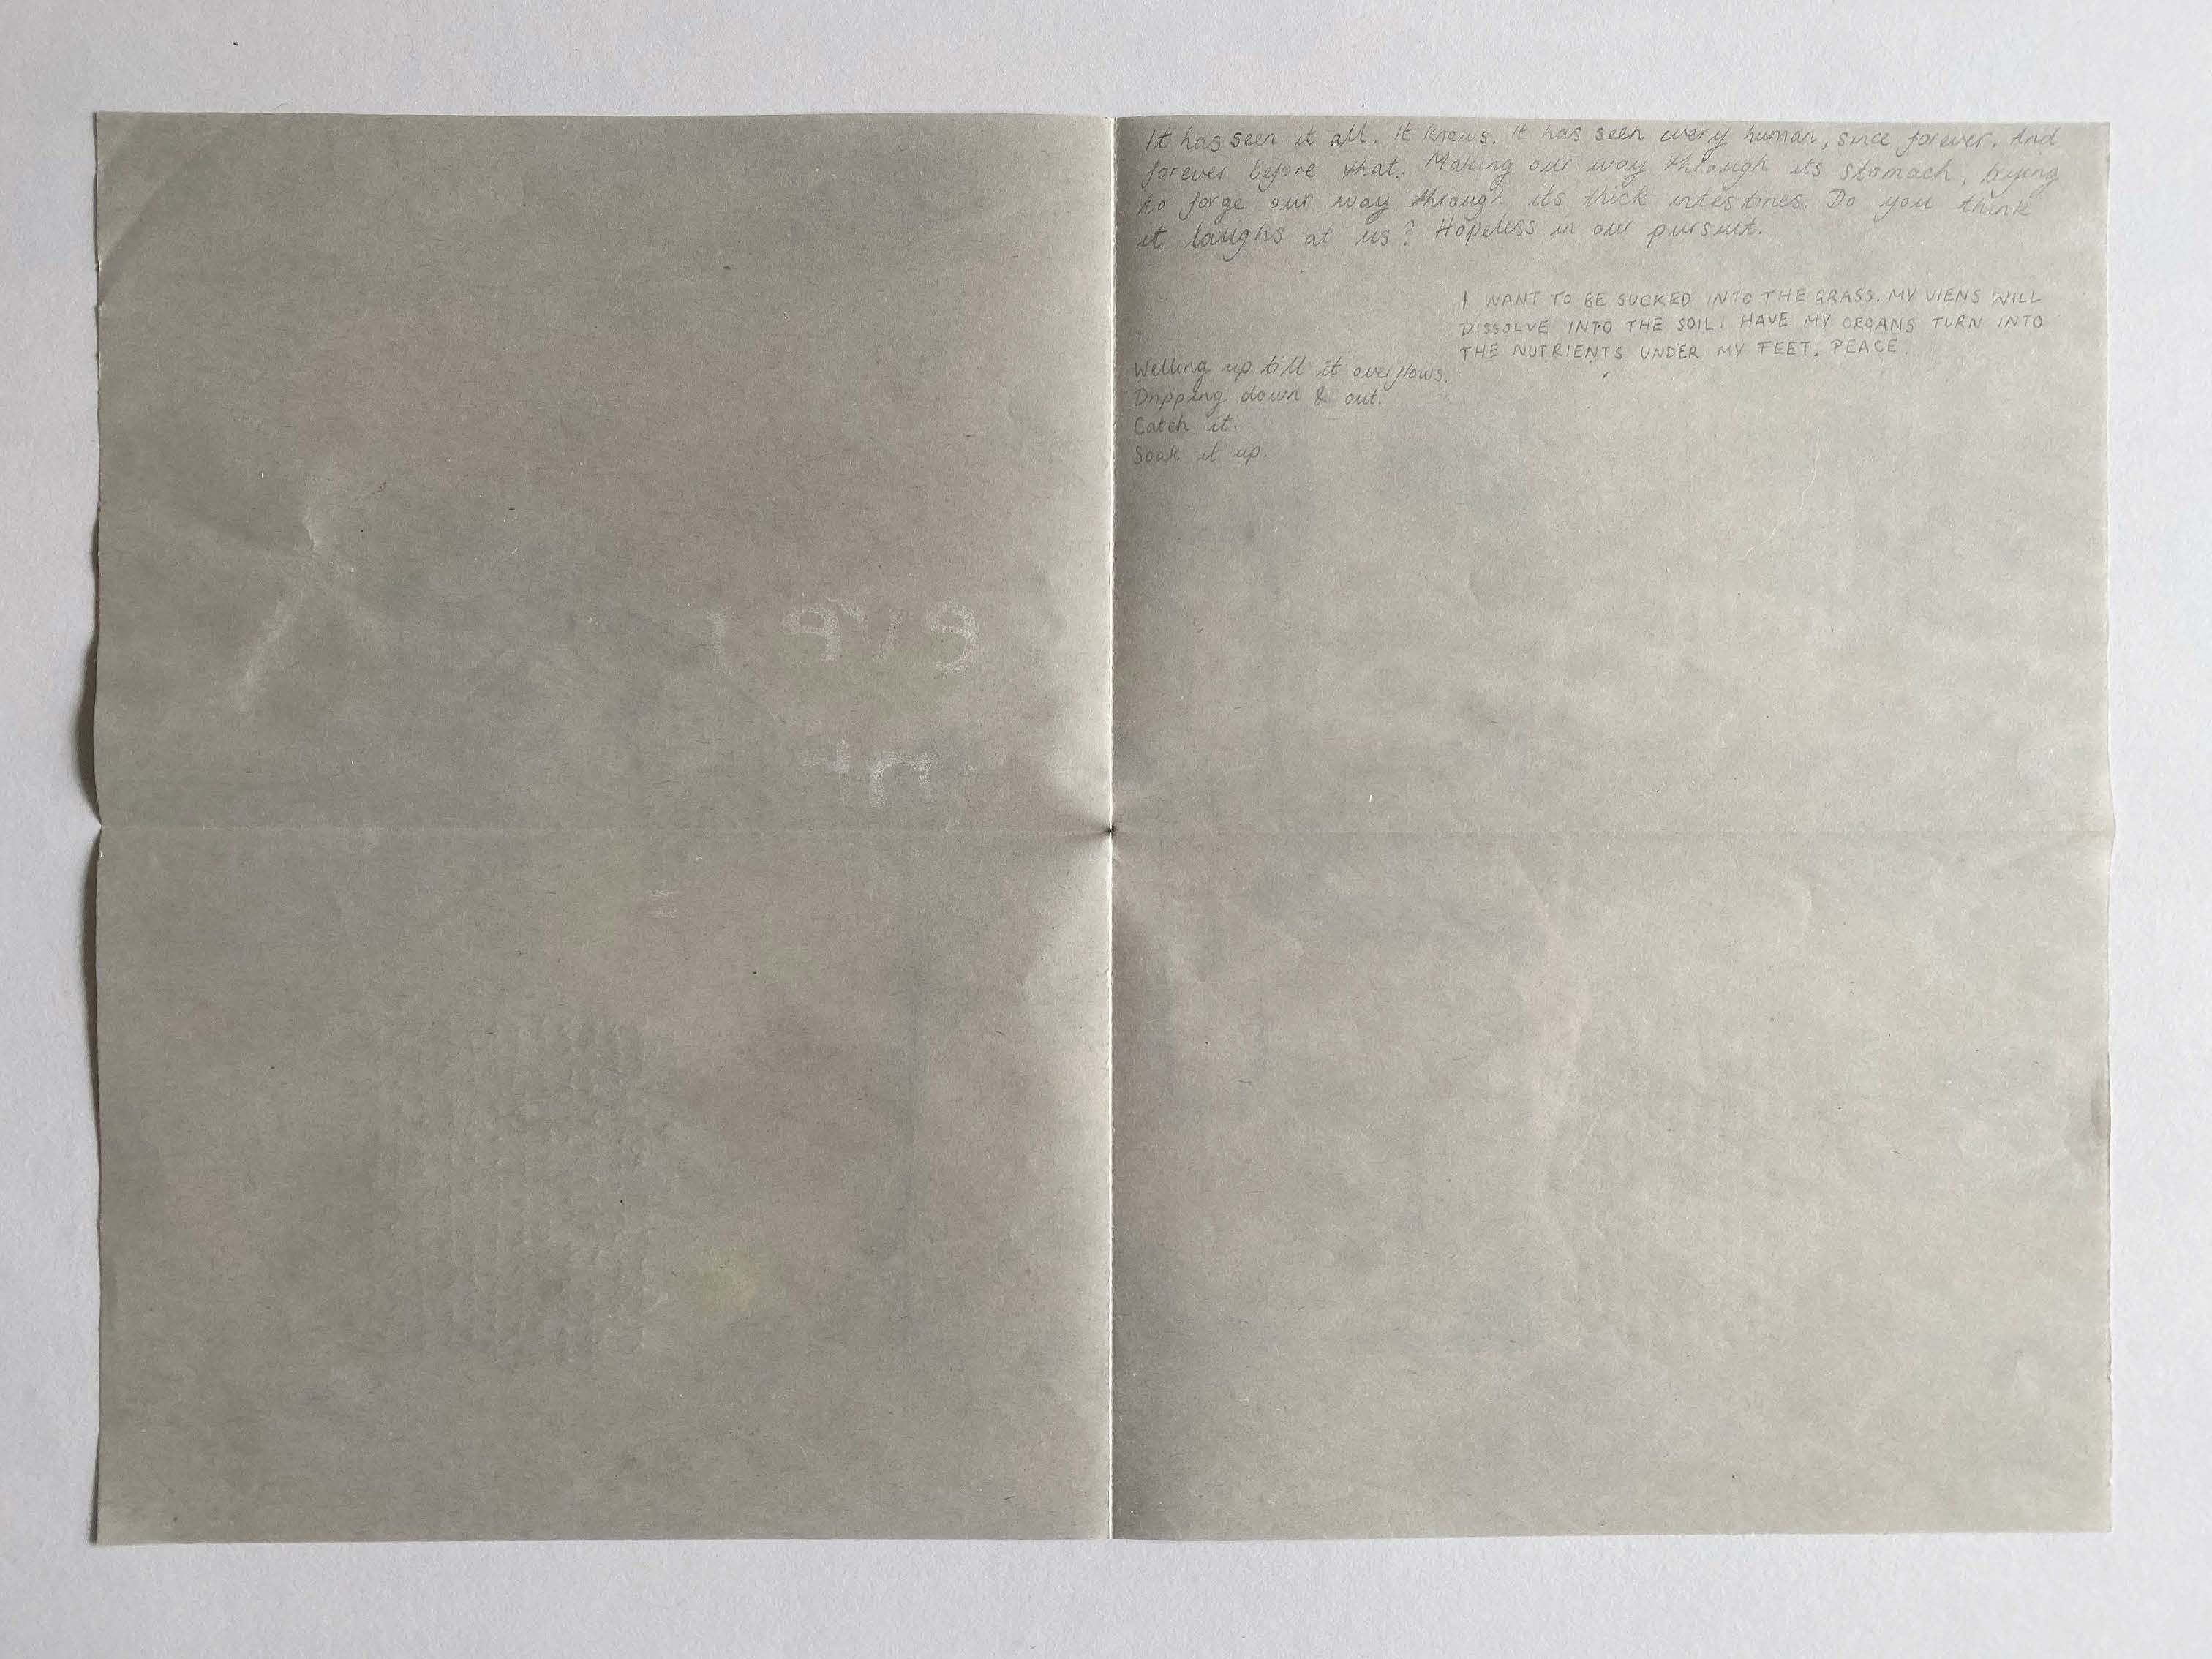 It has seen it all. It knows. It has seen every human, since forever. And
forever before that. Making our way through its stomach, trying
to forge our way through its thick intestines. Do you think
it laughs at us? Hopeless in our pursuit.
I WANT TO BE SUCKED INTO THE GRASS. MY VIENS WILL
DISSOLVE INTO THE SOIL. HAVE MY ORGANS TURN INTO
THE NUTRIENTS UNDER MY FEET. PEACE.
Welling up till it overflows.
Dripping down & out.
Catch it.
Soak it up.